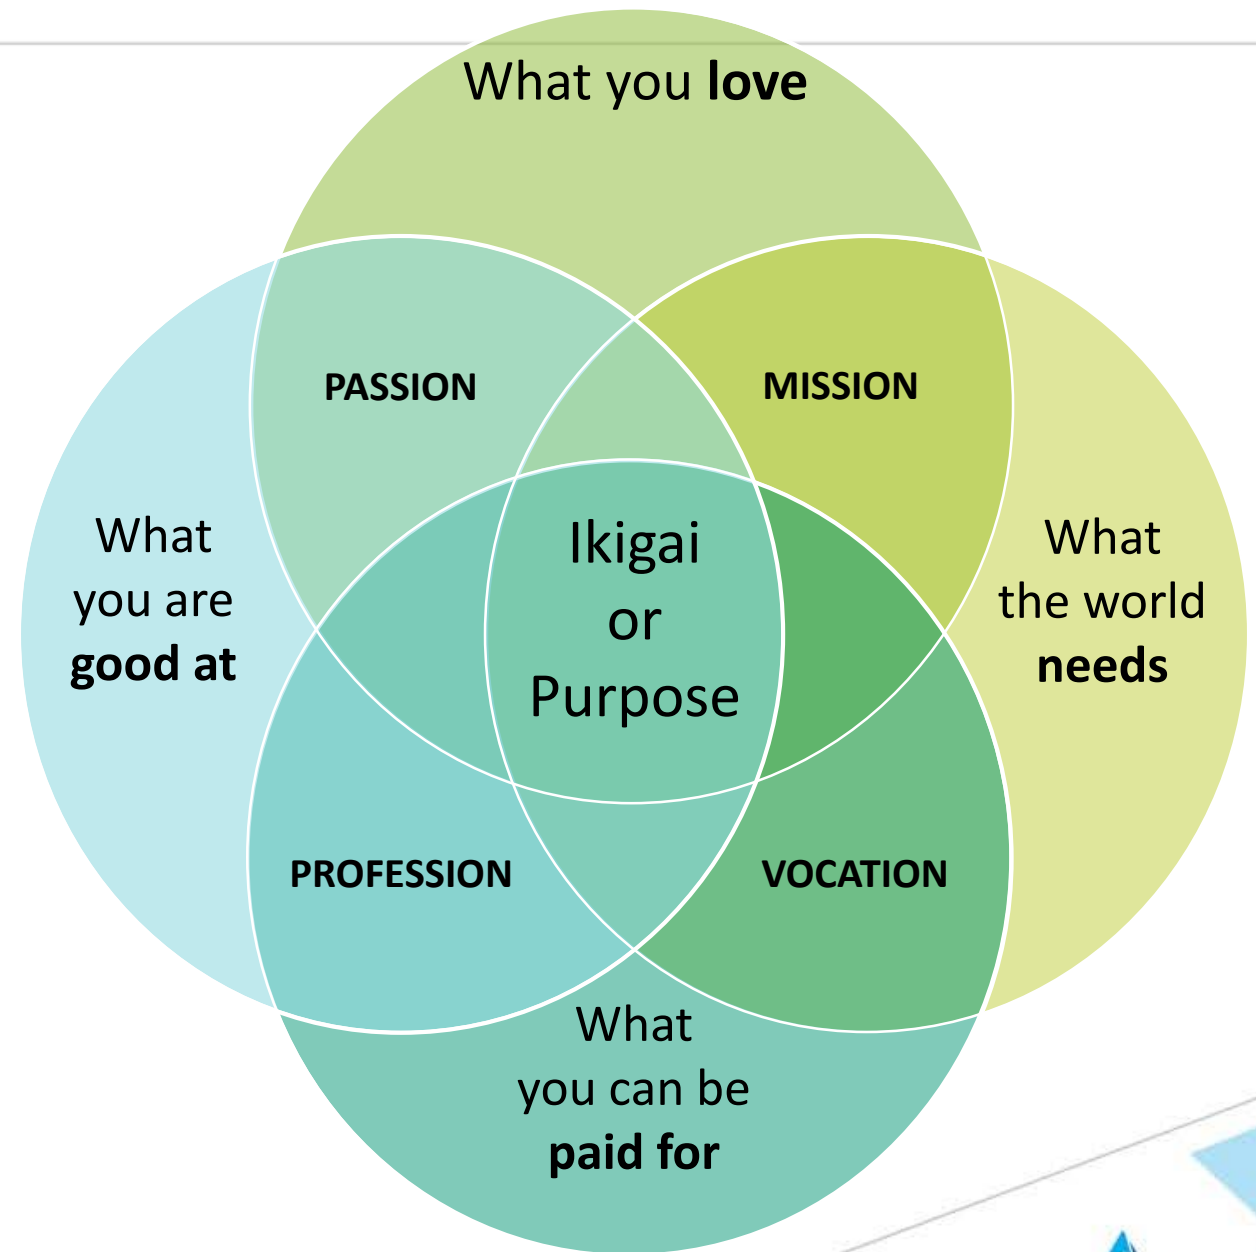 What you love
PASSION
MISSION
What
you are
good at
Ikigai
or
Purpose
What
the world
needs
PROFESSION
VOCATION
What
you can be
paid for